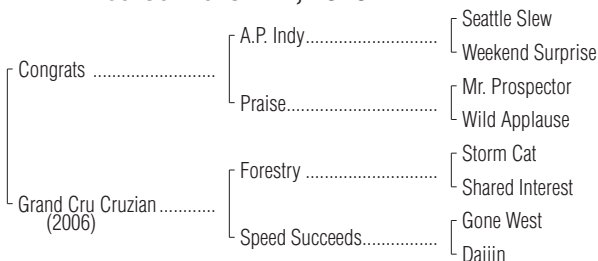 Seattle Slew
A.P. Indy
Weekend Surprise
Congrats
Mr. Prospector
Praise
Wild Applause
Storm Cat
Forestry
Shared Interest
Grand Cru Cruzian
(2006)
Gone West
Speed Succeeds
Daijin